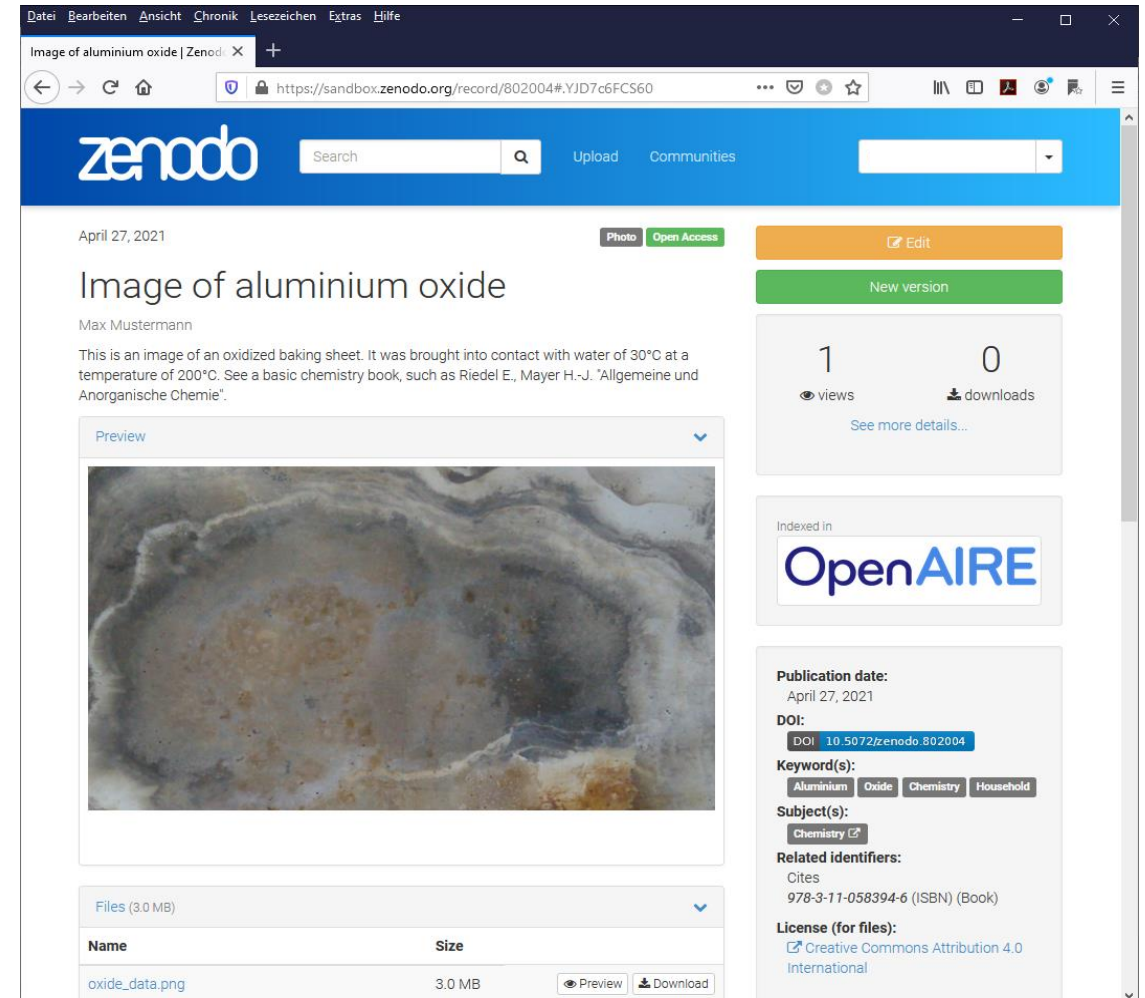 Datei Bearbeiten Ansicht Chronik Lesezeichen Extras Hilfe
Image of aluminium oxide | Zenod
https://sandbox.zenodo.org/record/802004#.YJD7c6FCS60
zenodo
Search
Upload Communities
April 27, 2021
Photo Open Access
Image of aluminium oxide
Max Mustermann
This is an image of an oxidized baking sheet. It was brought into contact with water of 30°C at a
temperature of 200°C. See a basic chemistry book, such as Riedel E., Mayer H.-J. "Allgemeine und
Anorganische Chemie".
Preview
Files (3.0 MB)
Name Size
oxide_data.png 3.0 MB Preview Download
Edit
New version
1 0
views downloads
See more details...
Indexed in
OpenAIRE
Publication date:
April 27, 2021
DOI:
DOI 10.5072/zenodo.802004
Keyword(s):
Aluminium Oxide Chemistry Household
Subject(s):
Chemistry
Related identifiers:
Cites
978-3-11-058394-6 (ISBN) (Book)
License (for files):
Creative Commons Attribution 4.0
International